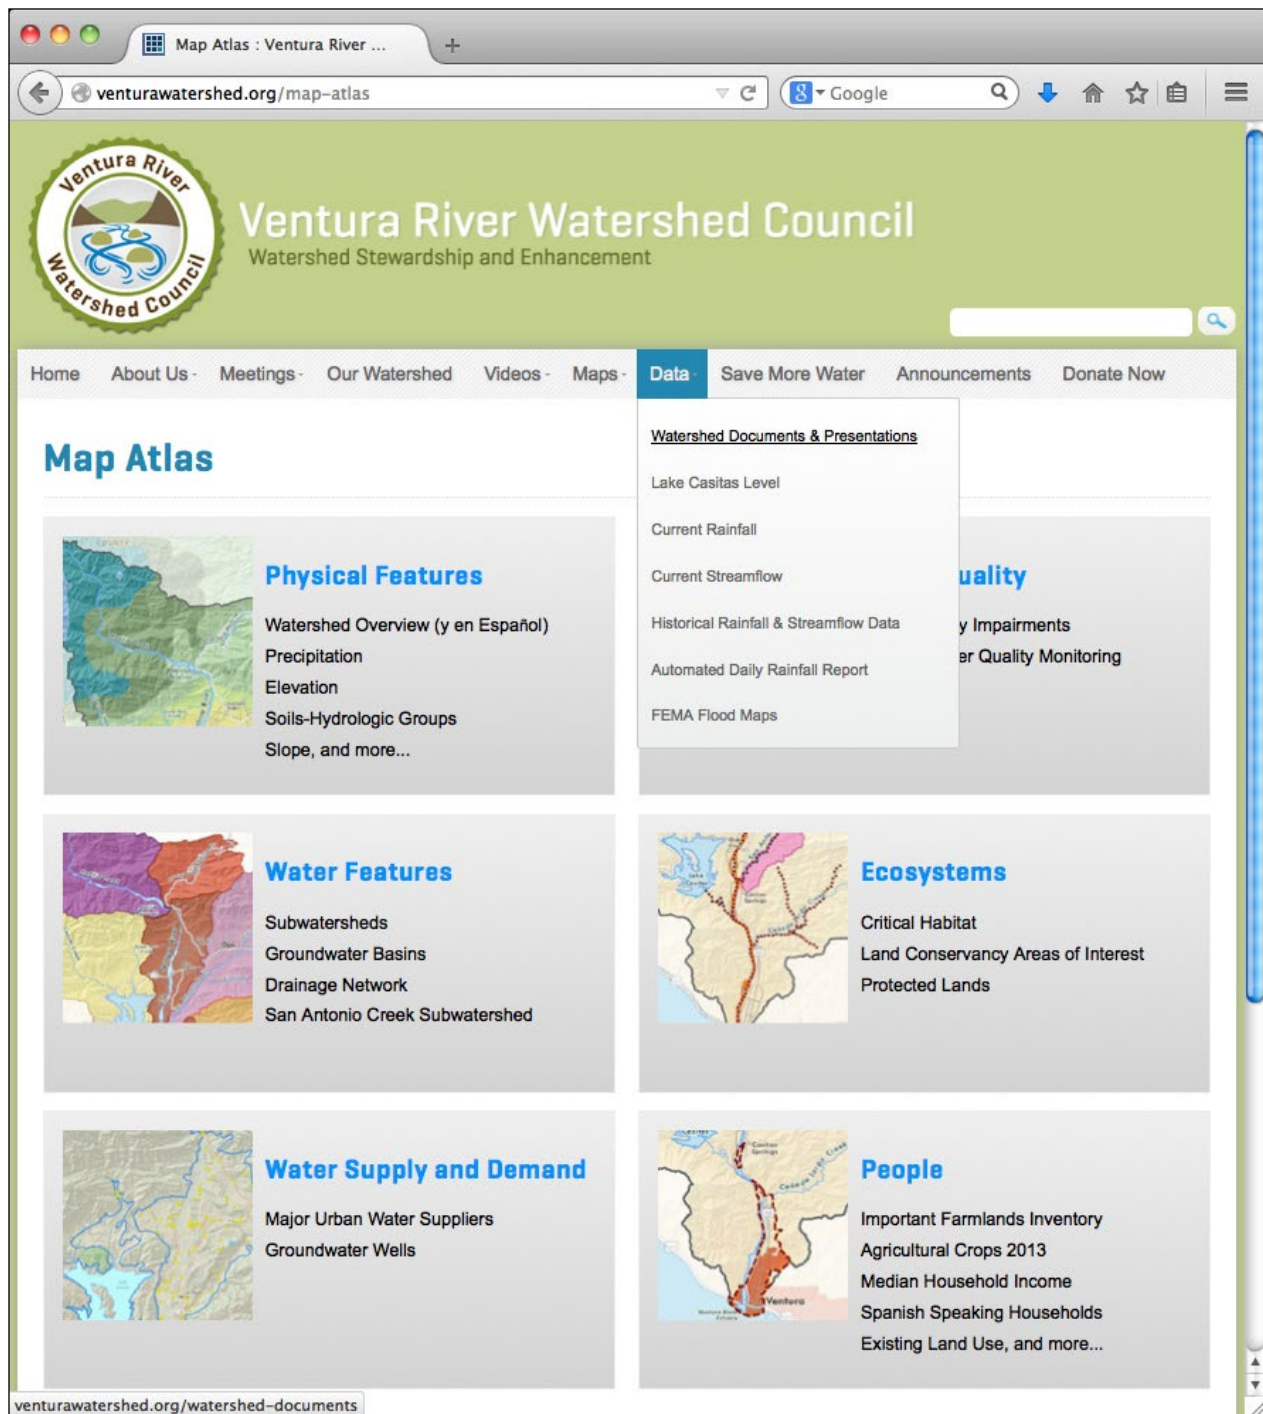 Map Atlas : Ventura River ...
venturawatershed.org/map-atlas
Google
Ventura River
Watershed Council
Ventura River Watershed Council
Watershed Stewardship and Enhancement
Home About Us Meetings Our Watershed Videos Maps Data Save More Water Announcements Donate Now
Watershed Documents & Presentations
Lake Casitas Level
Current Rainfall
Current Streamflow
Historical Rainfall & Streamflow Data
Automated Daily Rainfall Report
FEMA Flood Maps
Map Atlas
Physical Features
Watershed Overview (y en Español)
Precipitation
Elevation
Soils-Hydrologic Groups
Slope, and more...
uality
y Impairments
er Quality Monitoring
Water Features
Subwatersheds
Groundwater Basins
Drainage Network
San Antonio Creek Subwatershed
Ecosystems
Critical Habitat
Land Conservancy Areas of Interest
Protected Lands
Water Supply and Demand
Major Urban Water Suppliers
Groundwater Wells
Casitas
Springs
Ventura
People
Important Farmlands Inventory
Agricultural Crops 2013
Median Household Income
Spanish Speaking Households
Existing Land Use, and more...
venturawatershed.org/watershed-documents